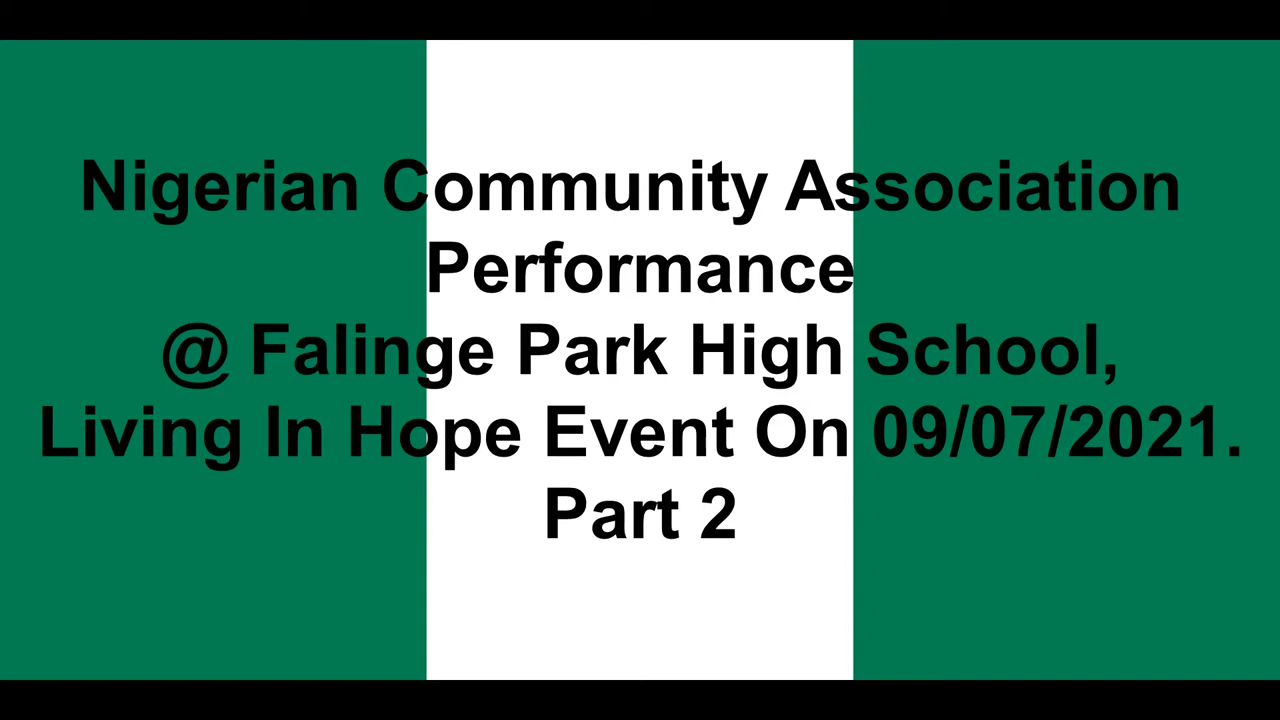 Nigerian Community Association
Performance
@ Falinge Park High School,
Living In Hope Event On 09/07/2021.
Part 2